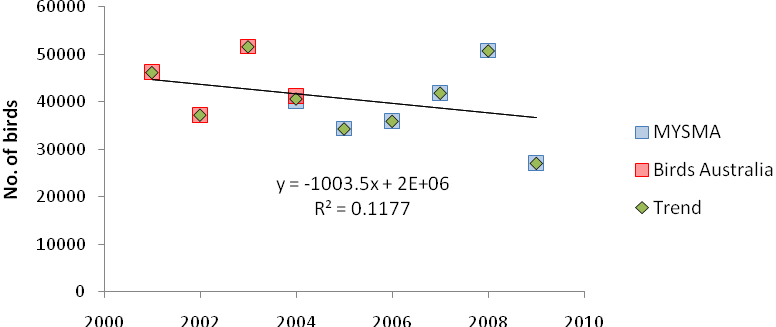 60000
50000
40000
30000
20000
10000
0
No. of birds
2000 2002 2004 2006 2008 2010
y = -1003.5x + 2E+06
R² = 0.1177
MYSMA
Birds Australia
Trend